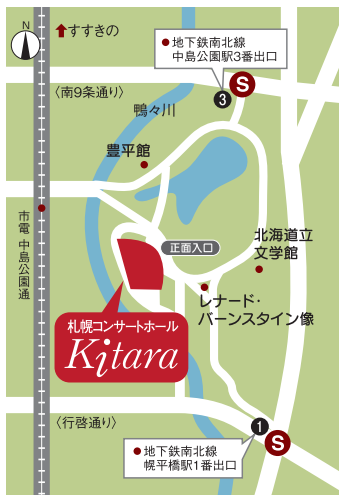 N
すすきの
●地下鉄南北線
中島公園駅3番出口
S
3
〈南9条通り〉
鴨々川
豊平館
市電 中島公園通
正面入口
北海道立
文学館
レナード・
バーンスタイン像
札幌コンサートホール
Kitara
〈行啓通り〉
1
S
●地下鉄南北線
幌平橋駅1番出口